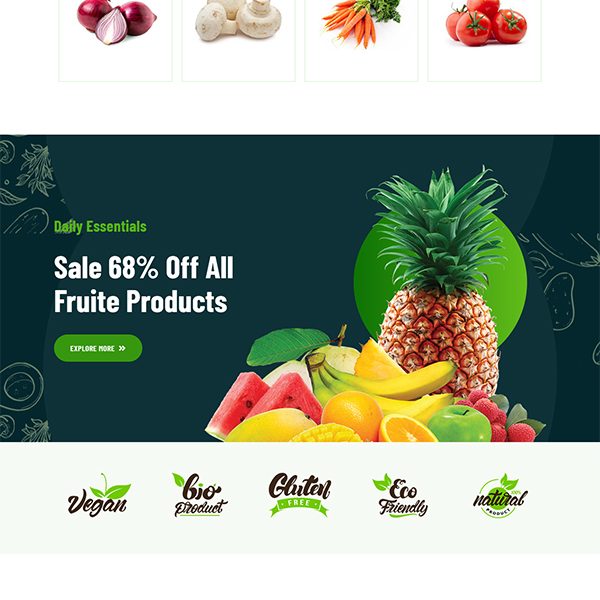 Daily Essentials
Sale 68% Off All
Fruite Products
EXPLORE MORE
Vegan
bio
Product
Gluten
FREE
Eco
Friendly
100%
natural
PRODUCT